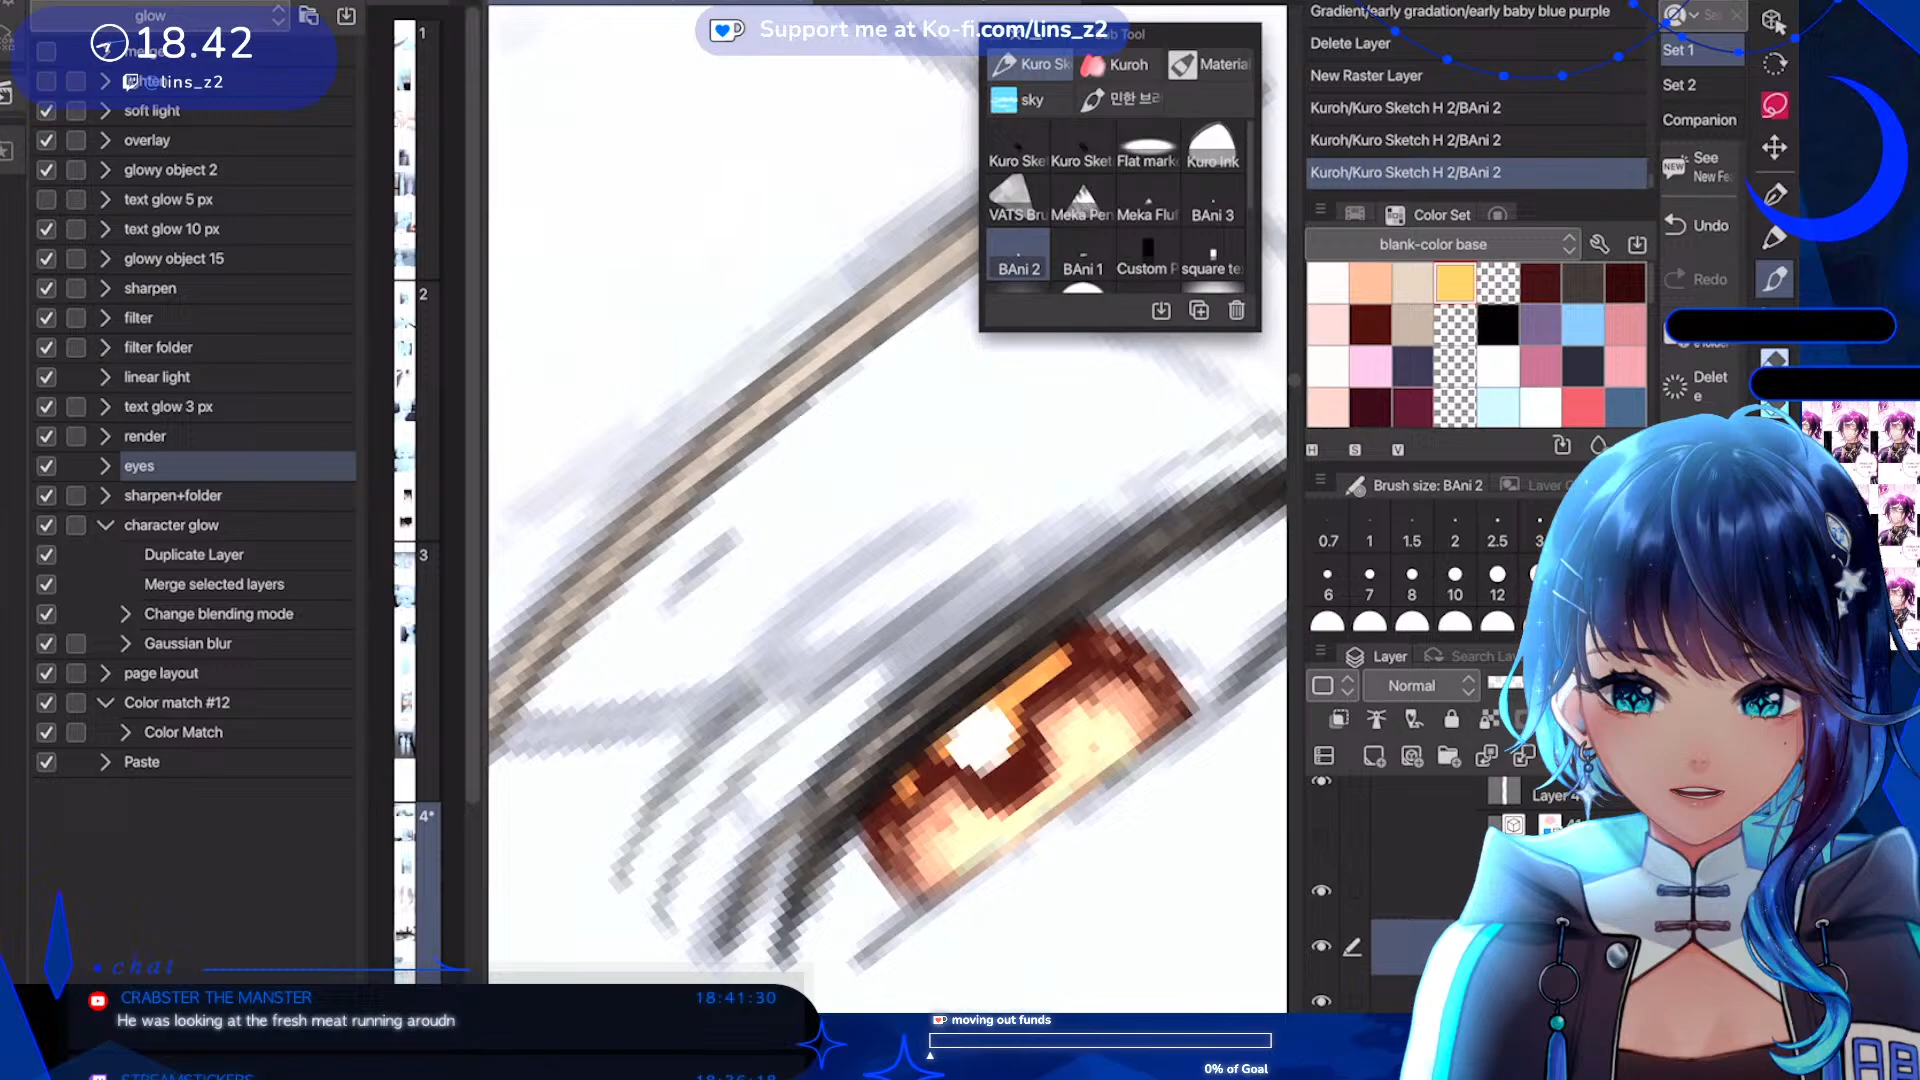 glow
18.42
@lins_z2
soft light
overlay
glowy object 2
text glow 5 px
text glow 10 px
glowy object 15
sharpen
filter
filter folder
linear light
text glow 3 px
render
eyes
sharpen+folder
character glow
Duplicate Layer
Merge selected layers
Change blending mode
Gaussian blur
page layout
Color match #12
Color Match
Paste
1
2
3
4*
Support me at Ko-fi.com/lins_z2
Tool
Kuro Sk
Kuroh
Materia
sky
민한 브러
Kuro Ske
Kuro Sket
Flat mark
Kuro Ink
VATS Bru
Meka Pen
Meka Fluf
BAni 3
BAni 2
BAni 1
Custom P
square te
Gradient/early gradation/early baby blue purple
Delete Layer
New Raster Layer
Kuroh/Kuro Sketch H 2/BAni 2
Kuroh/Kuro Sketch H 2/BAni 2
Kuroh/Kuro Sketch H 2/BAni 2
Color Set
blank-color base
H
S
V
Brush size: BAni 2
0.7
1
1.5
2
2.5
6
7
8
10
12
Layer
Search La
Normal
Layer 4
Set 1
Set 2
Companion
NEW
See
New Fe
Undo
Redo
Delet
e
chat
CRABSTER THE MANSTER
18:41:30
He was looking at the fresh meat running aroudn
STREAMSTICKERS
18:36:18
moving out funds
0% of Goal